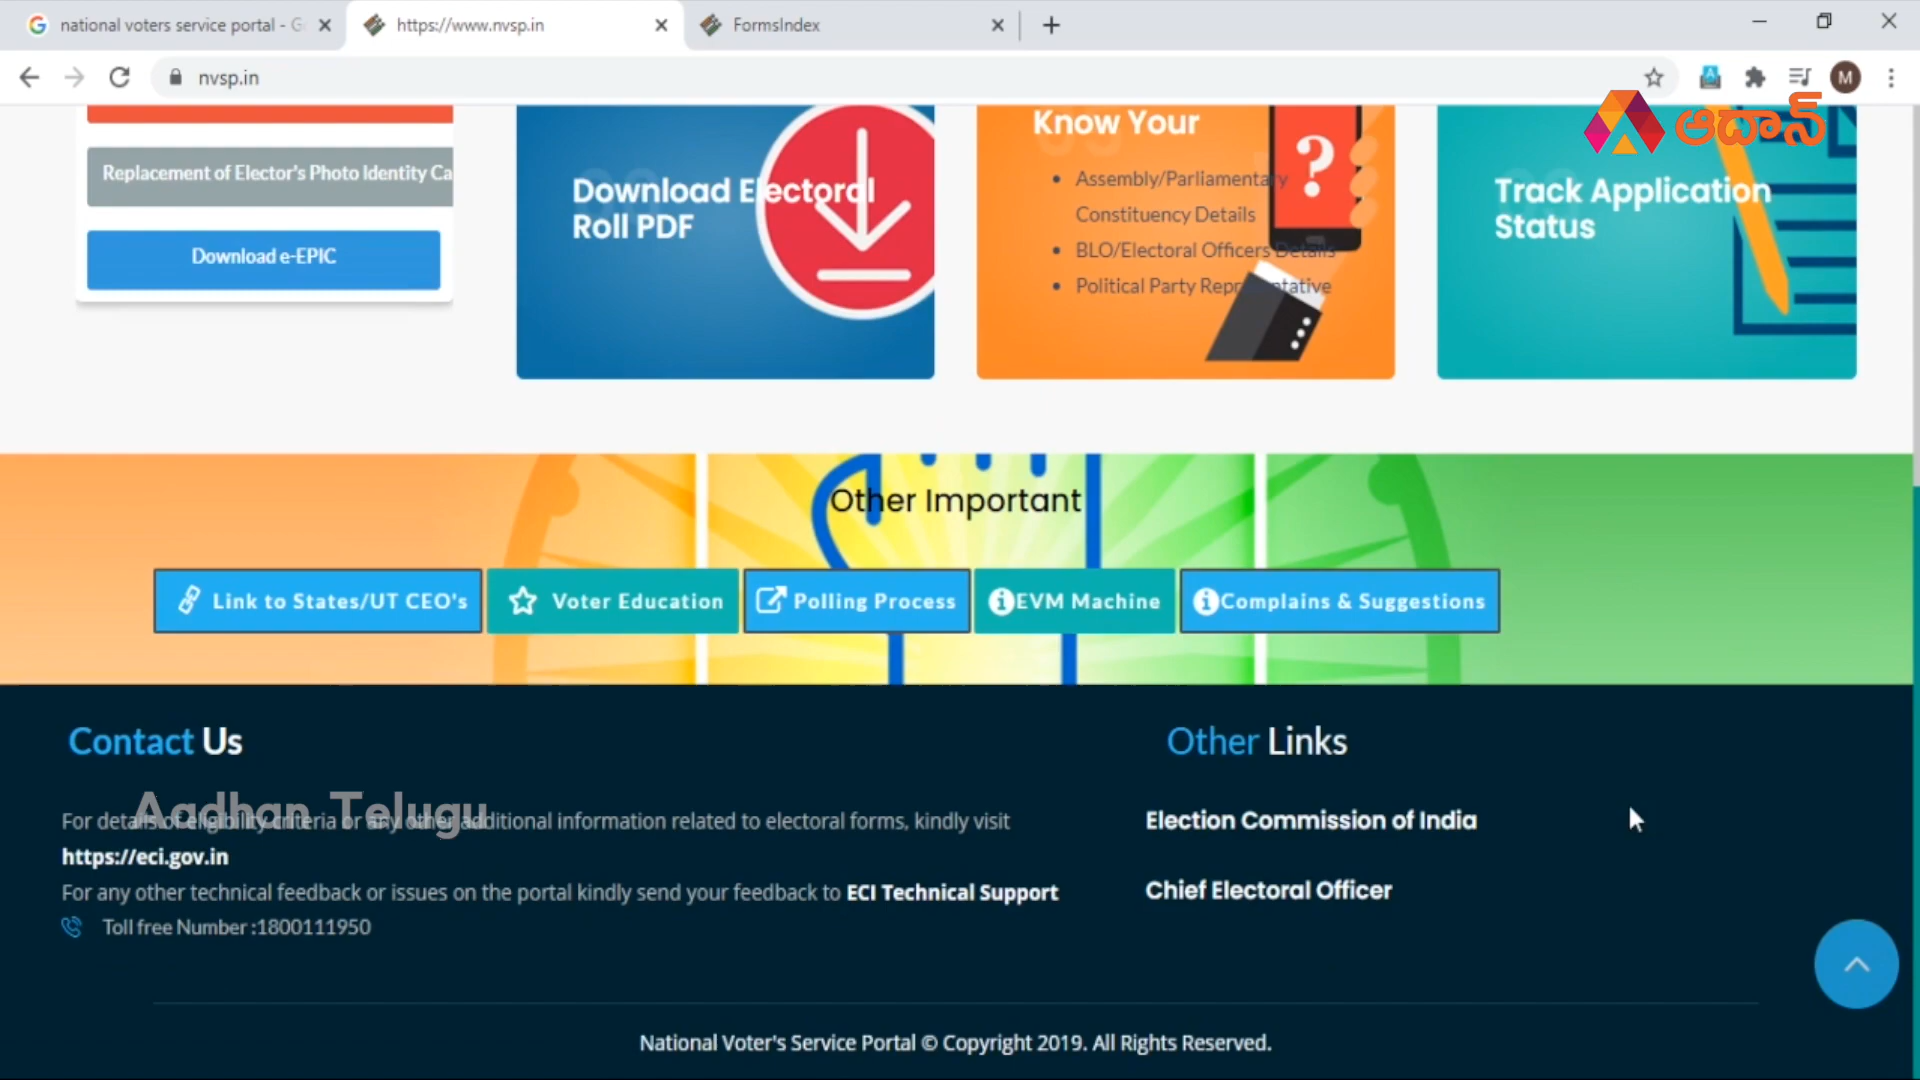 national voters service portal - G
https://www.nvsp.in
FormsIndex
nvsp.in
M
ఆదాన్
Replacement of Elector's Photo Identity Ca
Download e-EPIC
Download Electoral
Roll PDF
Know Your
Assembly/Parliamentary
Constituency Details
BLO/Electoral Officers Details
Political Party Representative
?
Track Application
Status
Other Important
Link to States/UT CEO's
Voter Education
Polling Process
EVM Machine
Complains & Suggestions
Contact Us
Other Links
Aadhan Telugu
For details of eligibility criteria or any other additional information related to electoral forms, kindly visit
https://eci.gov.in
For any other technical feedback or issues on the portal kindly send your feedback to ECI Technical Support
Toll free Number :1800111950
Election Commission of India
Chief Electoral Officer
National Voter's Service Portal © Copyright 2019. All Rights Reserved.